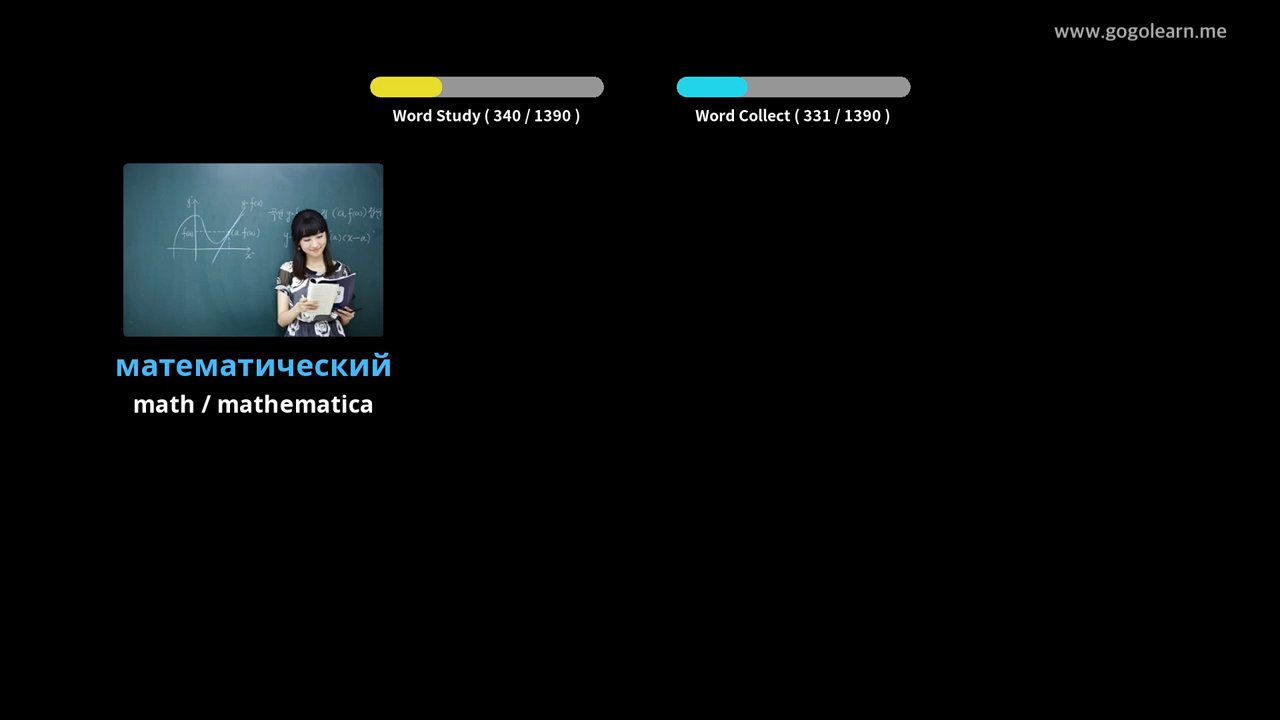 www.gogolearn.me
Word Study ( 340 / 1390 )
Word Collect ( 331 / 1390 )
y=f(x)
f(a)
(a, f(a))
x
математический
math / mathematica